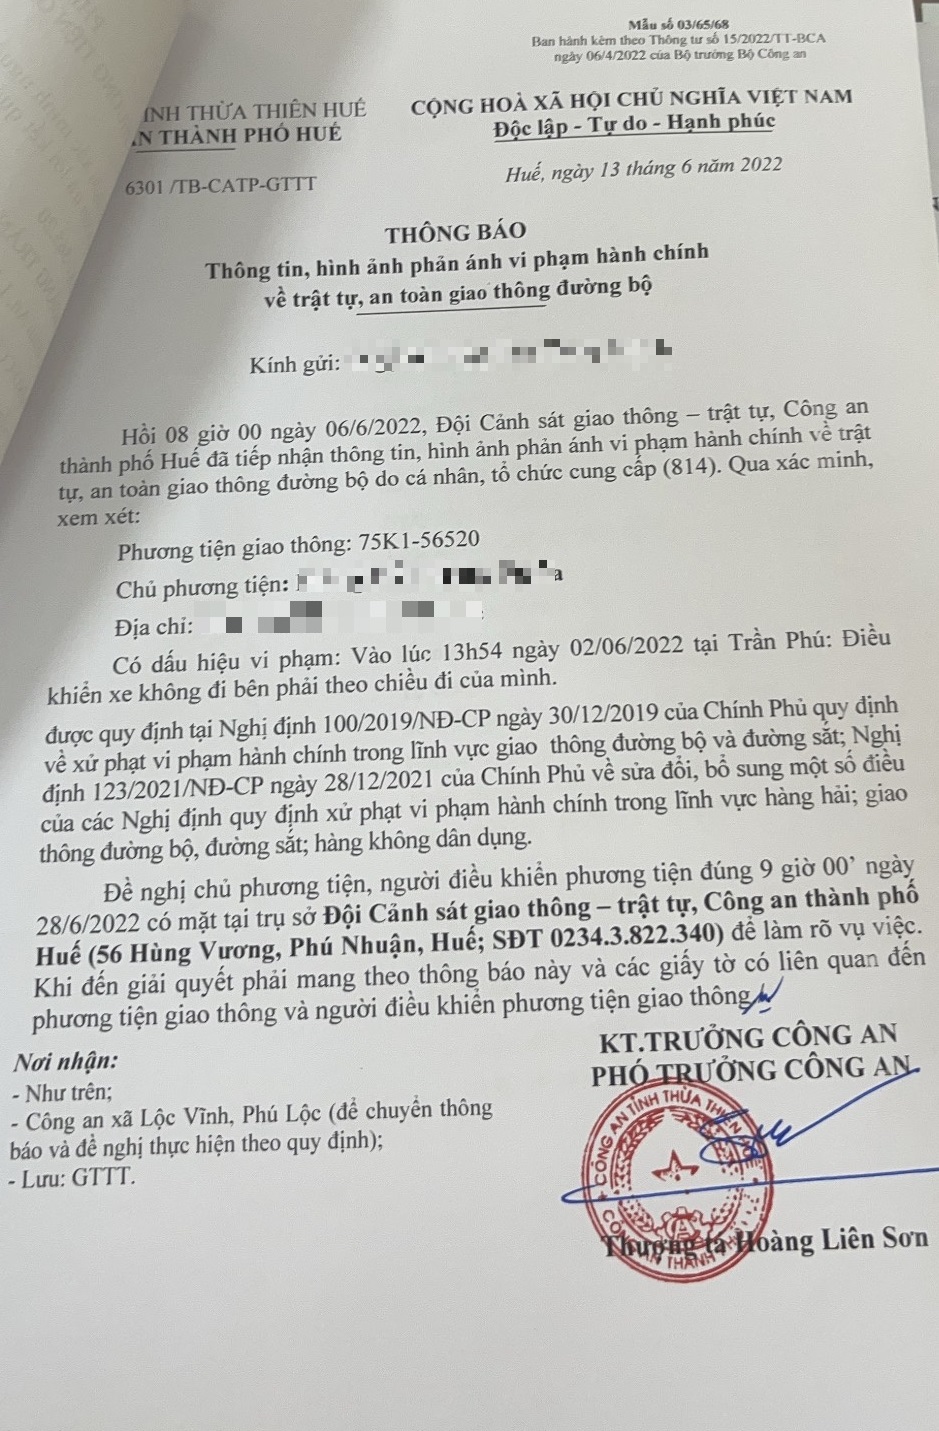 Mẫu số 03/65/68
Ban hành kèm theo Thông tư số 15/2022/TT-BCA
ngày 06/4/2022 của Bộ trưởng Bộ Công an
ỈNH THỪA THIÊN HUẾ
AN THÀNH PHỐ HUẾ
CỘNG HOÀ XÃ HỘI CHỦ NGHĨA VIỆT NAM
Độc lập - Tự do - Hạnh phúc
6301 /TB-CATP-GTTT
Huế, ngày 13 tháng 6 năm 2022
THÔNG BÁO
Thông tin, hình ảnh phản ánh vi phạm hành chính
về trật tự, an toàn giao thông đường bộ
Kính gửi:
Hồi 08 giờ 00 ngày 06/6/2022, Đội Cảnh sát giao thông – trật tự, Công an
thành phố Huế đã tiếp nhận thông tin, hình ảnh phản ánh vi phạm hành chính về trật
tự, an toàn giao thông đường bộ do cá nhân, tổ chức cung cấp (814). Qua xác minh,
xem xét:
Phương tiện giao thông: 75K1-56520
Chủ phương tiện:
Địa chỉ:
Có dấu hiệu vi phạm: Vào lúc 13h54 ngày 02/06/2022 tại Trần Phú: Điều
khiển xe không đi bên phải theo chiều đi của mình.
được quy định tại Nghị định 100/2019/NĐ-CP ngày 30/12/2019 của Chính Phủ quy định
về xử phạt vi phạm hành chính trong lĩnh vực giao thông đường bộ và đường sắt; Nghị
định 123/2021/NĐ-CP ngày 28/12/2021 của Chính Phủ về sửa đổi, bổ sung một số điều
của các Nghị định quy định xử phạt vi phạm hành chính trong lĩnh vực hàng hải; giao
thông đường bộ, đường sắt; hàng không dân dụng.
Đề nghị chủ phương tiện, người điều khiển phương tiện đúng 9 giờ 00’ ngày
28/6/2022 có mặt tại trụ sở Đội Cảnh sát giao thông – trật tự, Công an thành phố
Huế (56 Hùng Vương, Phú Nhuận, Huế; SĐT 0234.3.822.340) để làm rõ vụ việc.
Khi đến giải quyết phải mang theo thông báo này và các giấy tờ có liên quan đến
phương tiện giao thông và người điều khiển phương tiện giao thông
Nơi nhận:
- Như trên;
- Công an xã Lộc Vĩnh, Phú Lộc (để chuyển thông
báo và đề nghị thực hiện theo quy định);
- Lưu: GTTT.
KT.TRƯỞNG CÔNG AN
PHÓ TRƯỞNG CÔNG AN
CÔNG AN TỈNH THỪA THIÊN
CÔNG AN THÀNH PHỐ
Thượng tá Hoàng Liên Sơn